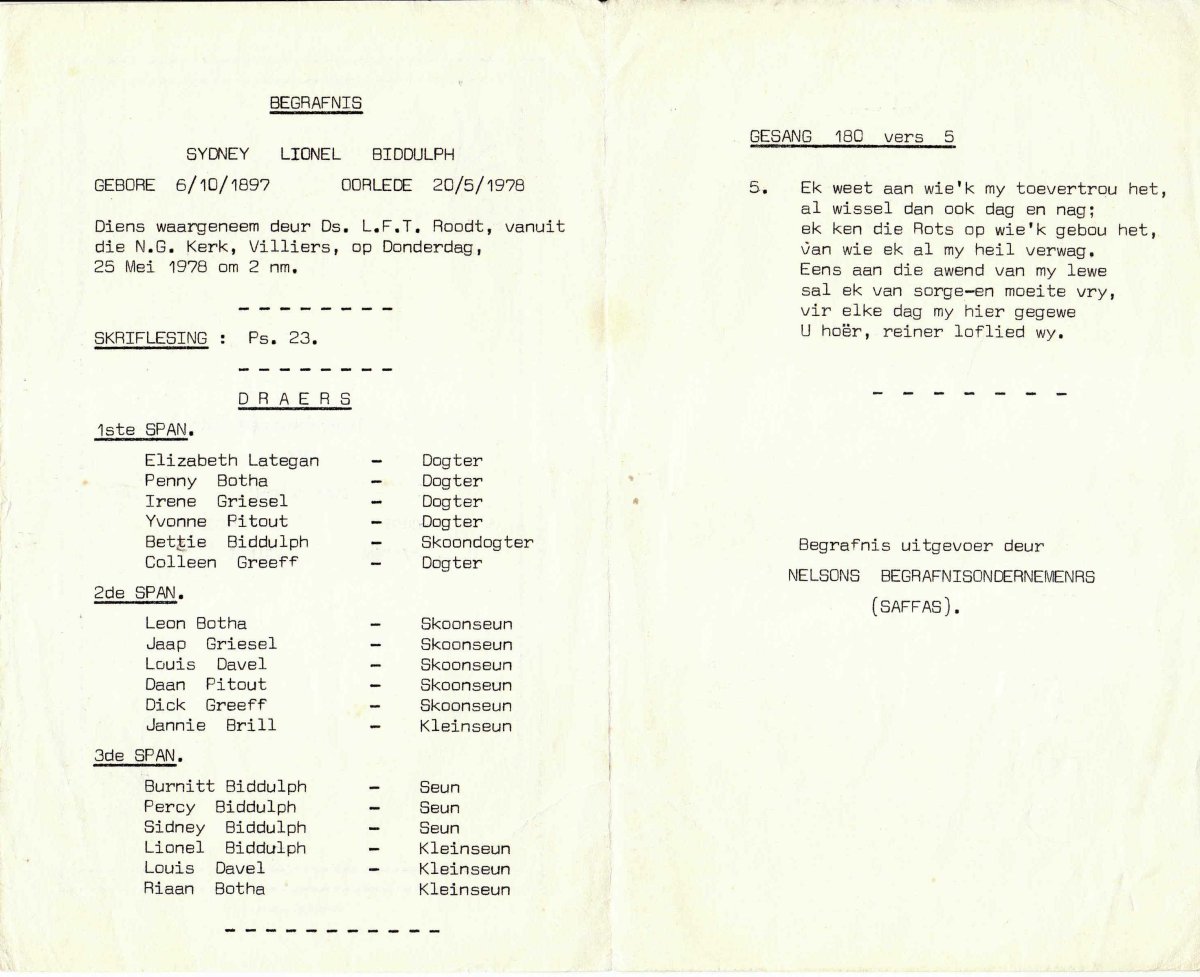 BEGRAFNIS
SYDNEY LIONEL BIDDULPH
GEBORE 6/10/1897 OORLEDE 20/5/1978
Diens waargeneem deur Ds. L.F.T. Roodt, vanuit
die N.G. Kerk, Villiers, op Donderdag,
25 Mei 1978 om 2 nm.
- - - - - - - -
SKRIFLESING : Ps. 23.
- - - - - - - -
D R A E R S
1ste SPAN.
Elizabeth Lategan - Dogter
Penny Botha - Dogter
Irene Griesel - Dogter
Yvonne Pitout - Dogter
Bettie Biddulph - Skoondogter
Colleen Greeff - Dogter
2de SPAN.
Leon Botha - Skoonseun
Jaap Griesel - Skoonseun
Louis Davel - Skoonseun
Daan Pitout - Skoonseun
Dick Greeff - Skoonseun
Jannie Brill - Kleinseun
3de SPAN.
Burnitt Biddulph - Seun
Percy Biddulph - Seun
Sidney Biddulph - Seun
Lionel Biddulph - Kleinseun
Louis Davel - Kleinseun
Riaan Botha Kleinseun
- - - - - - - - - - -
GESANG 180 vers 5
5. Ek weet aan wie'k my toevertrou het,
al wissel dan ook dag en nag;
ek ken die Rots op wie'k gebou het,
van wie ek al my heil verwag.
Eens aan die awend van my lewe
sal ek van sorge-en moeite vry,
vir elke dag my hier gegewe
U hoër, reiner loflied wy.
- - - - - - -
Begrafnis uitgevoer deur
NELSONS BEGRAFNISONDERNEMENRS
(SAFFAS).